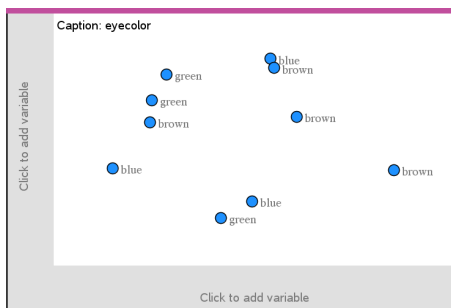 Caption: eyecolor
blue
brown
green
green
brown
brown
blue
brown
blue
green
Click to add variable
Click to add variable